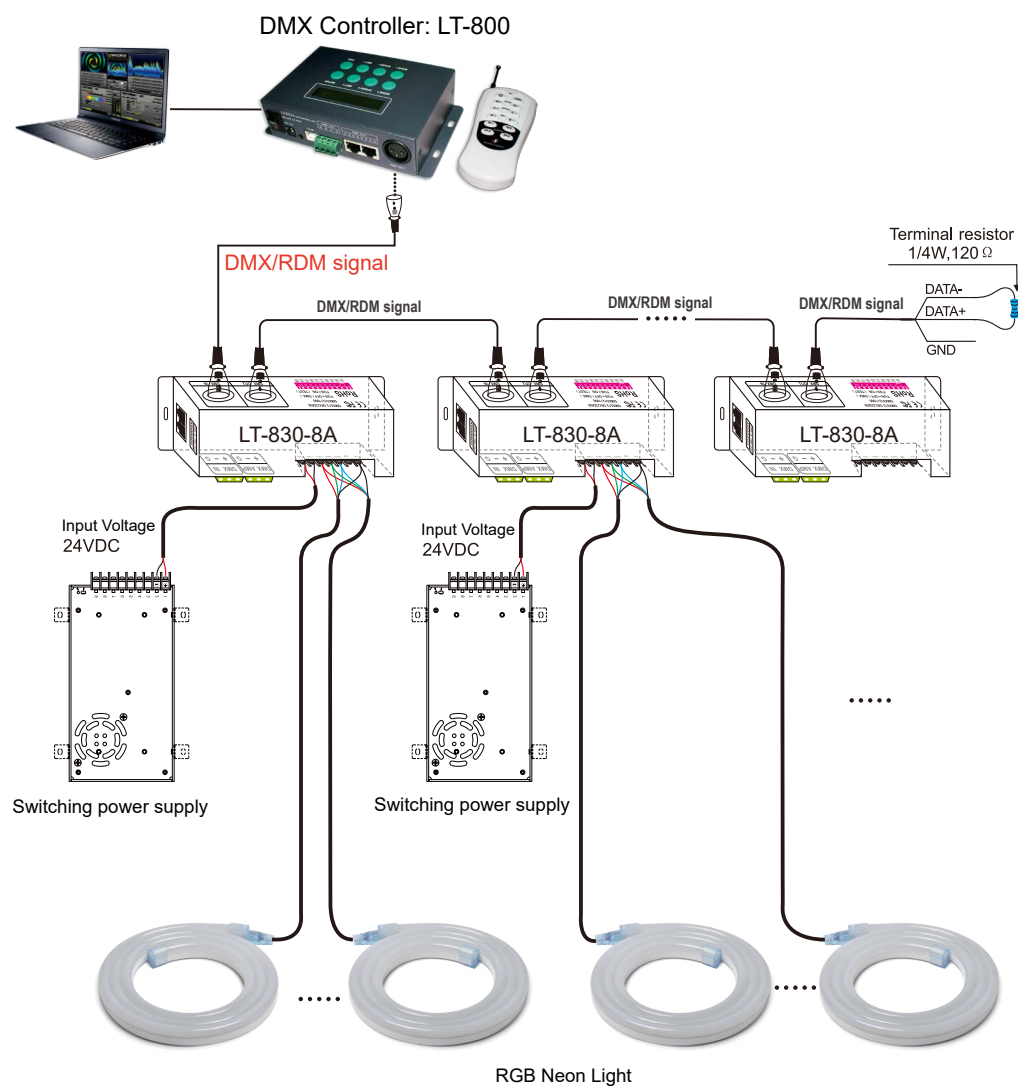 DMX Controller: LT-800
Terminal resistor
1/4W,120 Ω
DMX/RDM signal
DMX/RDM signal
DMX/RDM signal
DMX/RDM signal
DATA-
DATA+
GND
LT-830-8A
LT-830-8A
LT-830-8A
Input Voltage
24VDC
Input Voltage
24VDC
Switching power supply
Switching power supply
RGB Neon Light